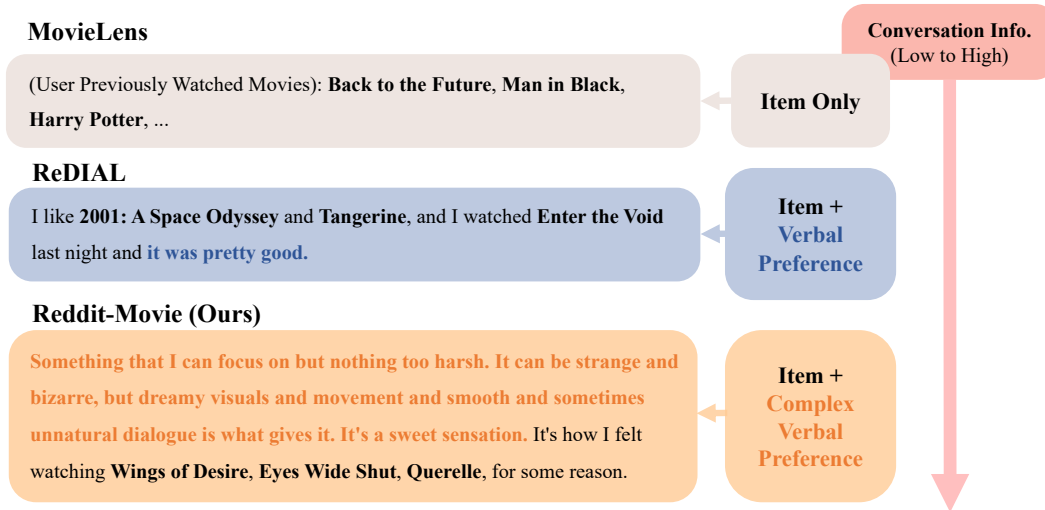 MovieLens
Conversation Info.
(Low to High)
(User Previously Watched Movies): Back to the Future, Man in Black,
Harry Potter, ...
Item Only
ReDIAL
I like 2001: A Space Odyssey and Tangerine, and I watched Enter the Void
last night and it was pretty good.
Item +
Verbal
Preference
Reddit-Movie (Ours)
Something that I can focus on but nothing too harsh. It can be strange and
bizarre, but dreamy visuals and movement and smooth and sometimes
unnatural dialogue is what gives it. It's a sweet sensation. It's how I felt
watching Wings of Desire, Eyes Wide Shut, Querelle, for some reason.
Item +
Complex
Verbal
Preference